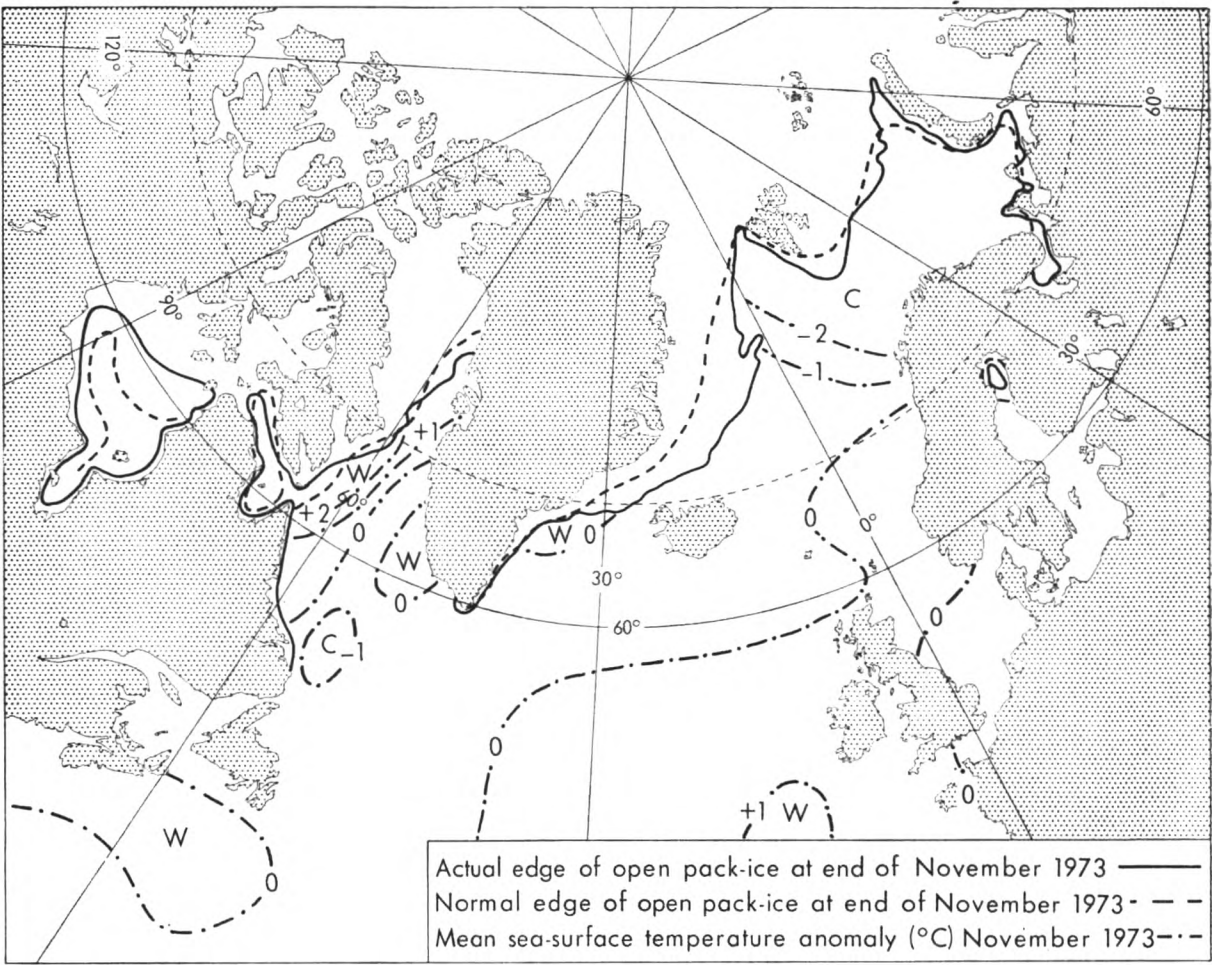 120°
60°
90°
C
-2
-1
30°
+1
W
+2
50°
0
W
0
W
0
0
0°
30°
60°
0
C -1
0
W
0
+1 W
0
Actual edge of open pack-ice at end of November 1973
Normal edge of open pack-ice at end of November 1973
Mean sea-surface temperature anomaly (°C) November 1973